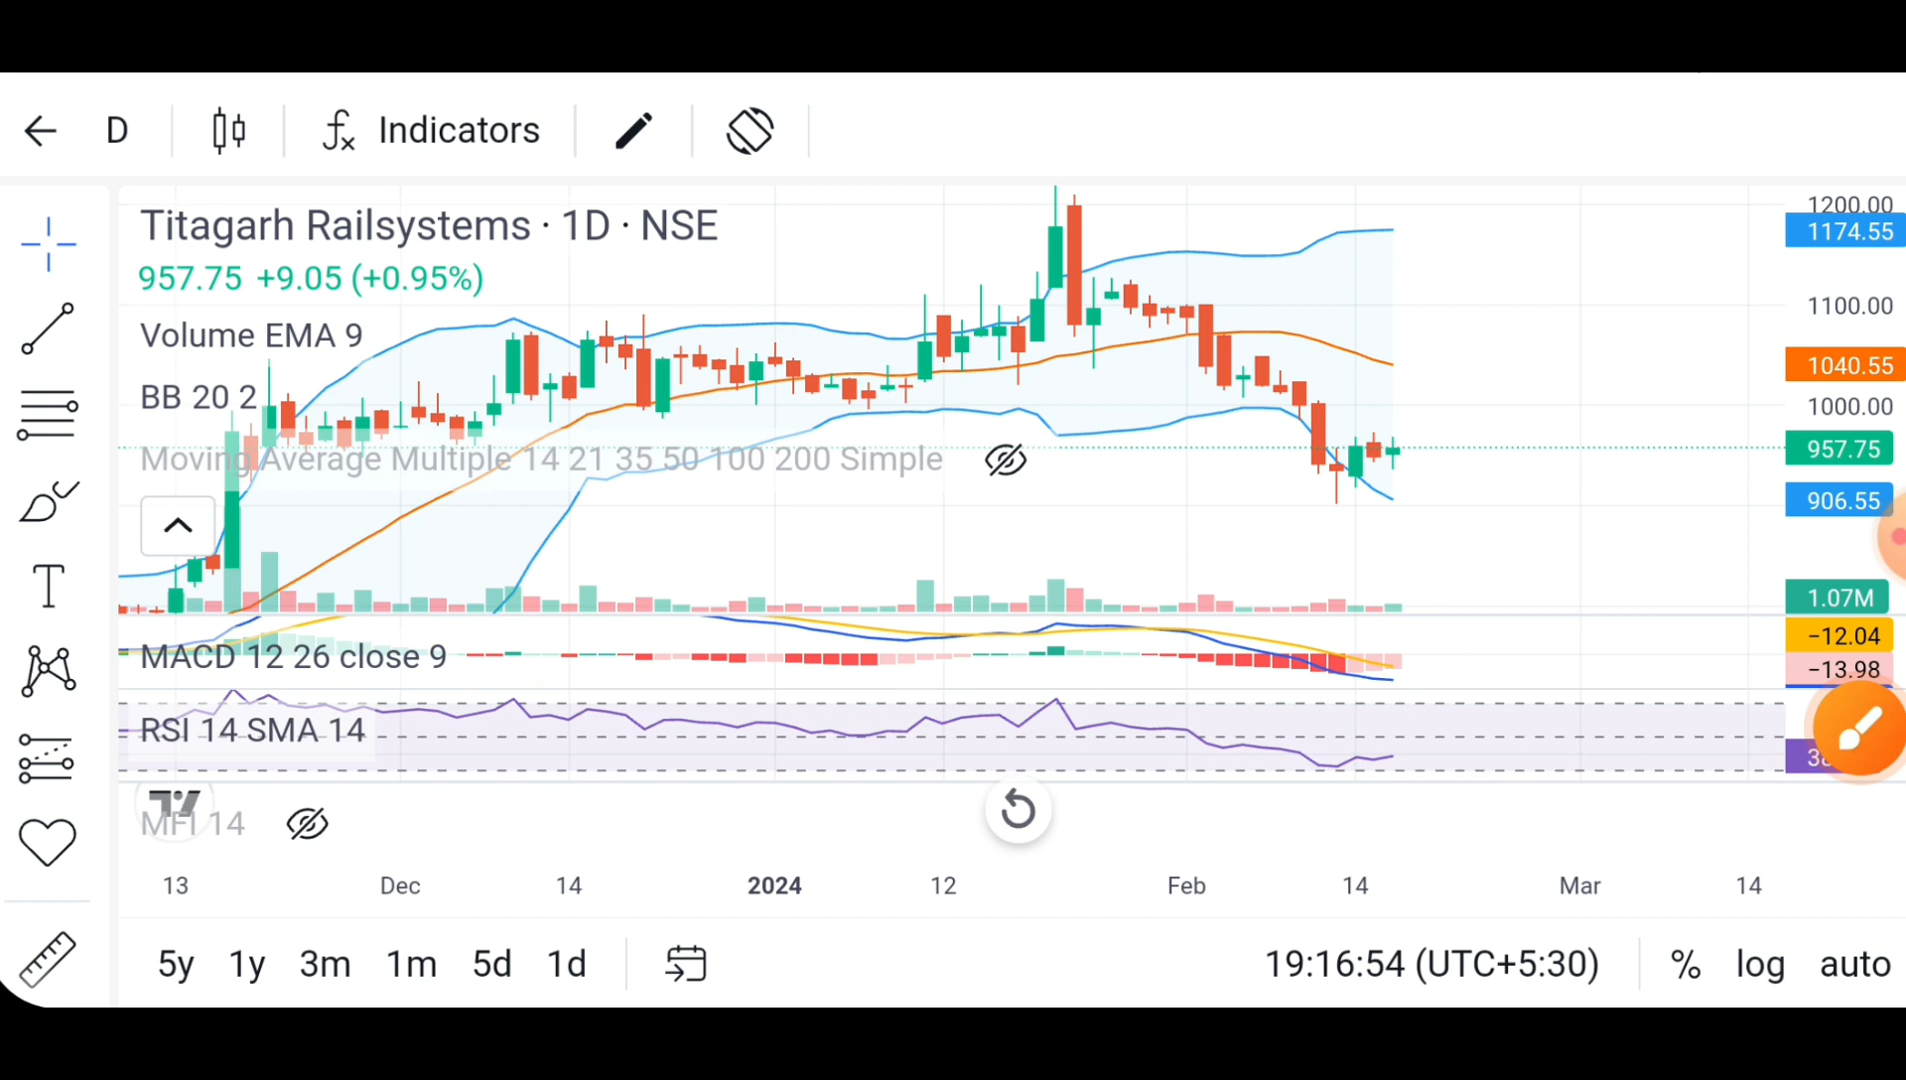 D
fx Indicators
Titagarh Railsystems · 1D · NSE
957.75 +9.05 (+0.95%)
Volume EMA 9
BB 20 2
Moving Average Multiple 14 21 35 50 100 200 Simple
1200.00
1174.55
1100.00
1040.55
1000.00
957.75
906.55
1.07M
MACD 12 26 close 9
−12.04
−13.98
RSI 14 SMA 14
MFI 14
13 Dec 14 2024 12 Feb 14 Mar 14
5y 1y 3m 1m 5d 1d
19:16:54 (UTC+5:30) % log auto